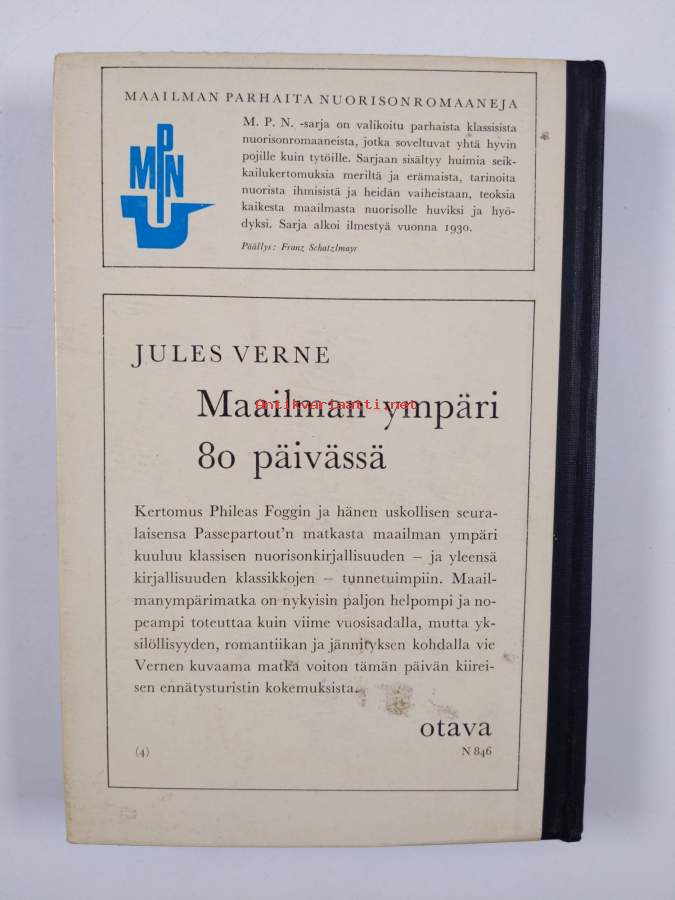 MAAILMAN PARHAITA NUORISONROMAANEJA
MPN
M. P. N. -sarja on valikoitu parhaista klassisista
nuorisonromaaneista, jotka soveltuvat yhtä hyvin
pojille kuin tytöille. Sarjaan sisältyy huimia seik-
kailukertomuksia meriltä ja erämaista, tarinoita
nuorista ihmisistä ja heidän vaiheistaan, teoksia
kaikesta maailmasta nuorisolle huviksi ja hyö-
dyksi. Sarja alkoi ilmestyä vuonna 1930.
Päällys: Franz Schatzlmayr
JULES VERNE
Maailman ympäri
Antikvariaatti.net
80 päivässä
Kertomus Phileas Foggin ja hänen uskollisen seura-
laisensa Passepartout'n matkasta maailman ympäri
kuuluu klassisen nuorisonkirjallisuuden – ja yleensä
kirjallisuuden klassikkojen – tunnetuimpiin. Maail-
manympärimatka on nykyisin paljon helpompi ja no-
peampi toteuttaa kuin viime vuosisadalla, mutta yk-
silöllisyyden, romantiikan ja jännityksen kohdalla vie
Vernen kuvaama matka voiton tämän päivän kiirei-
sen ennätysturistin kokemuksista.
otava
(4) N 846